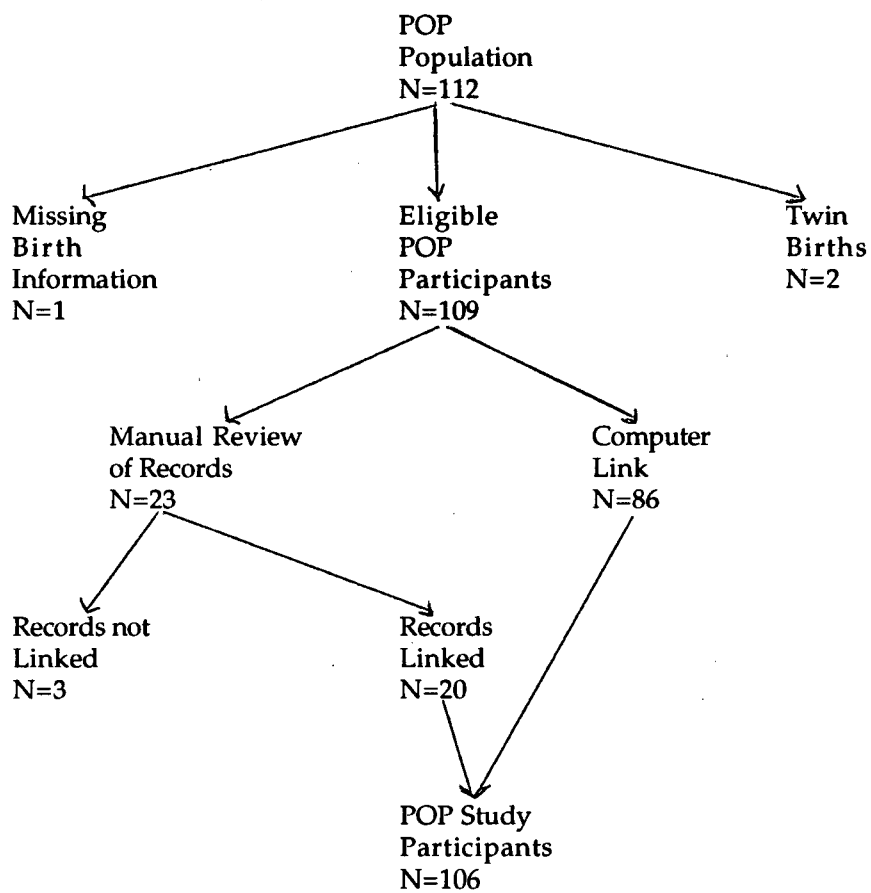 POP
Population
N=112
Missing
Birth
Information
N=1
Eligible
POP
Participants
N=109
Twin
Births
N=2
Manual Review
of Records
N=23
Computer
Link
N=86
Records not
Linked
N=3
Records
Linked
N=20
POP Study
Participants
N=106